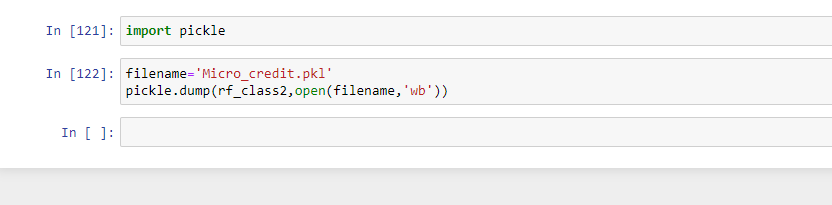 In [121]: import pickle
In [122]: filename='Micro_credit.pkl'
pickle.dump(rf_class2,open(filename,'wb'))
In [ ]: